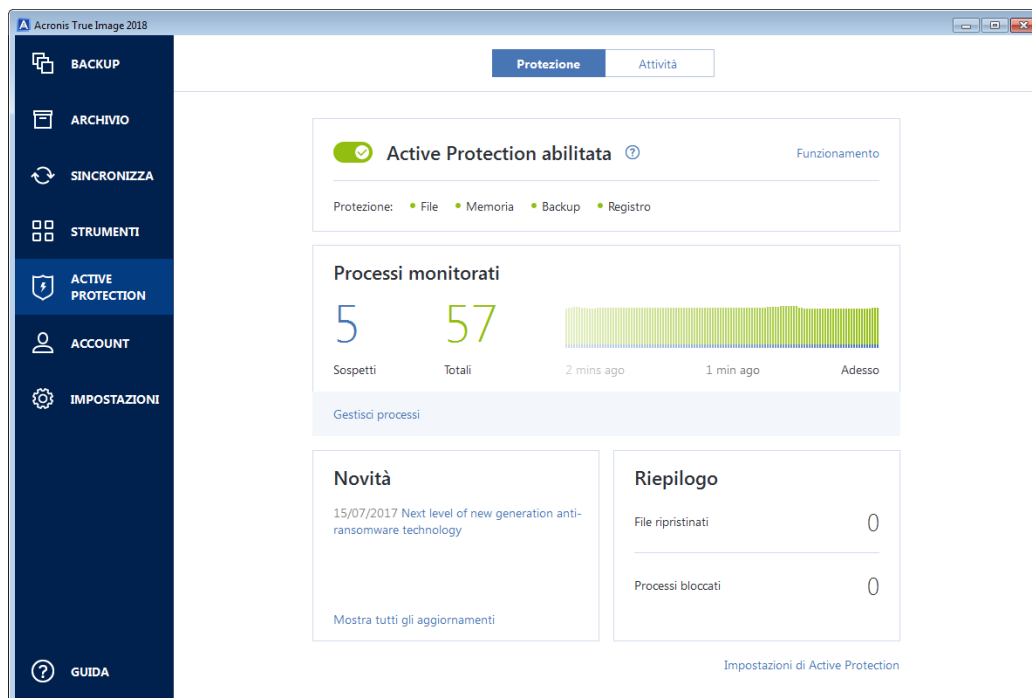 Acronis True Image 2018
BACKUP
ARCHIVIO
SINCRONIZZA
STRUMENTI
ACTIVE
PROTECTION
ACCOUNT
IMPOSTAZIONI
GUIDA
Protezione
Attività
Active Protection abilitata
Funzionamento
Protezione: • File • Memoria • Backup • Registro
Processi monitorati
5
57
Sospetti
Totali
2 mins ago
1 min ago
Adesso
Gestisci processi
Novità
15/07/2017 Next level of new generation anti-
ransomware technology
Mostra tutti gli aggiornamenti
Riepilogo
File ripristinati 0
Processi bloccati 0
Impostazioni di Active Protection